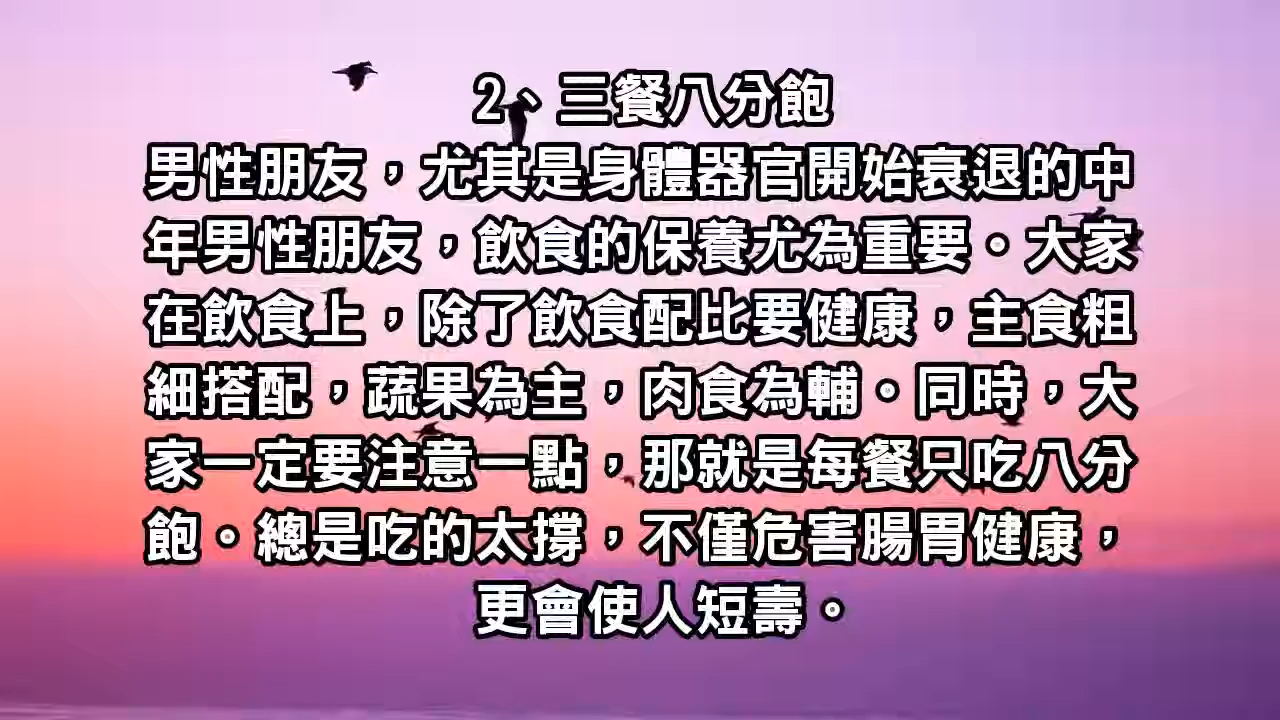 2、三餐八分飽
男性朋友，尤其是身體器官開始衰退的中
年男性朋友，飲食的保養尤為重要。大家
在飲食上，除了飲食配比要健康，主食粗
細搭配，蔬果為主，肉食為輔。同時，大
家一定要注意一點，那就是每餐只吃八分
飽。總是吃的太撐，不僅危害腸胃健康，
更會使人短壽。